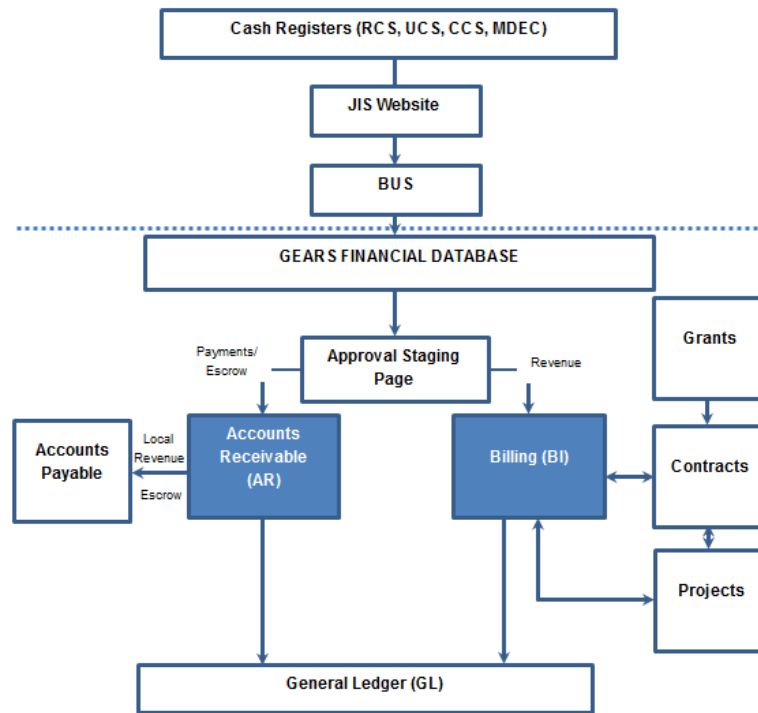 Cash Registers (RCS, UCS, CCS, MDEC)
JIS Website
BUS
GEARS FINANCIAL DATABASE
Approval Staging
Page
Payments/
Escrow
Revenue
Grants
Accounts
Payable
Local
Revenue
Escrow
Accounts
Receivable
(AR)
Billing (BI)
Contracts
Projects
General Ledger (GL)